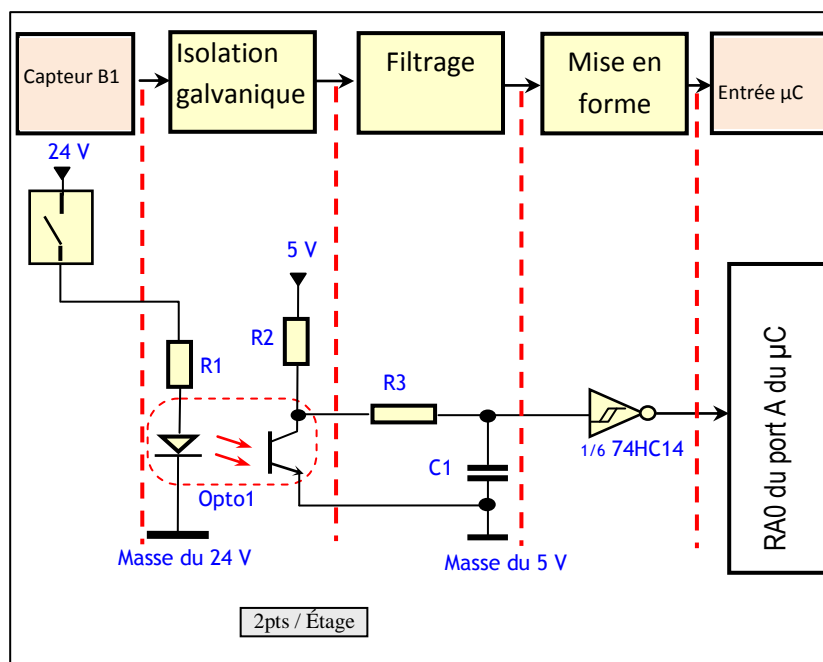 Capteur B1
Isolation
galvanique
Filtrage
Mise en
forme
Entrée µC
24 V
5 V
R1
R2
R3
C1
Opto1
1/6 74HC14
RA0 du port A du µC
Masse du 24 V
Masse du 5 V
2pts / Étage